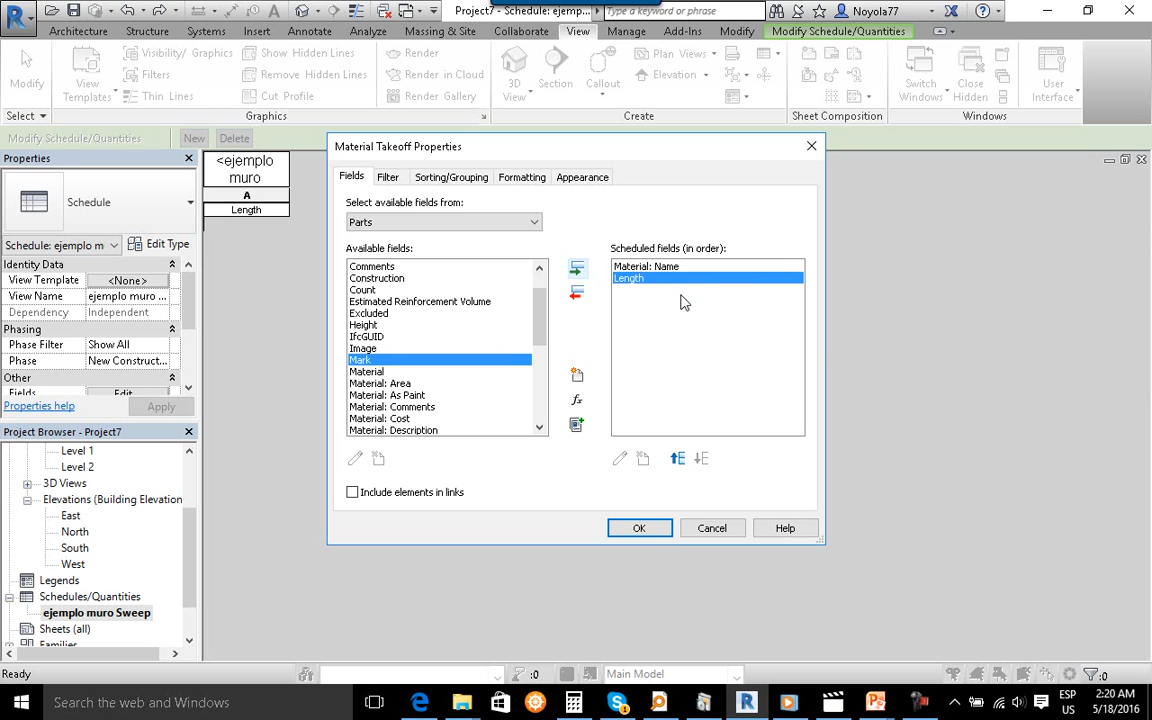 Project7 - Schedule: ejemp...
Type a keyword or phrase
Noyola77
Architecture Structure Systems Insert Annotate Analyze Massing & Site Collaborate View Manage Add-Ins Modify Modify Schedule/Quantities
Modify
View
Templates
Visibility/ Graphics
Filters
Thin Lines
Show Hidden Lines
Remove Hidden Lines
Cut Profile
Render
Render in Cloud
Render Gallery
3D
View
Section
Callout
Plan Views
Elevation
Switch
Windows
Close
Hidden
User
Interface
Select
Graphics
Create
Sheet Composition
Windows
Modify Schedule/Quantities
New
Delete
Properties
Schedule
Schedule: ejemplo m
Edit Type
Identity Data
View Template <None>
View Name ejemplo muro ...
Dependency Independent
Phasing
Phase Filter Show All
Phase New Construct...
Other
Fields Edit...
Properties help
Apply
Project Browser - Project7
Level 1
Level 2
3D Views
Elevations (Building Elevation
East
North
South
West
Legends
Schedules/Quantities
ejemplo muro Sweep
Sheets (all)
Families
<ejemplo
muro
A
Length
Material Takeoff Properties
Fields Filter Sorting/Grouping Formatting Appearance
Select available fields from:
Parts
Available fields:
Comments
Construction
Count
Estimated Reinforcement Volume
Excluded
Height
IfcGUID
Image
Mark
Material
Material: Area
Material: As Paint
Material: Comments
Material: Cost
Material: Description
fx
Scheduled fields (in order):
Material: Name
Length
Include elements in links
OK
Cancel
Help
Ready
:0
Main Model
:0
Search the web and Windows
ESP
US
2:20 AM
5/18/2016